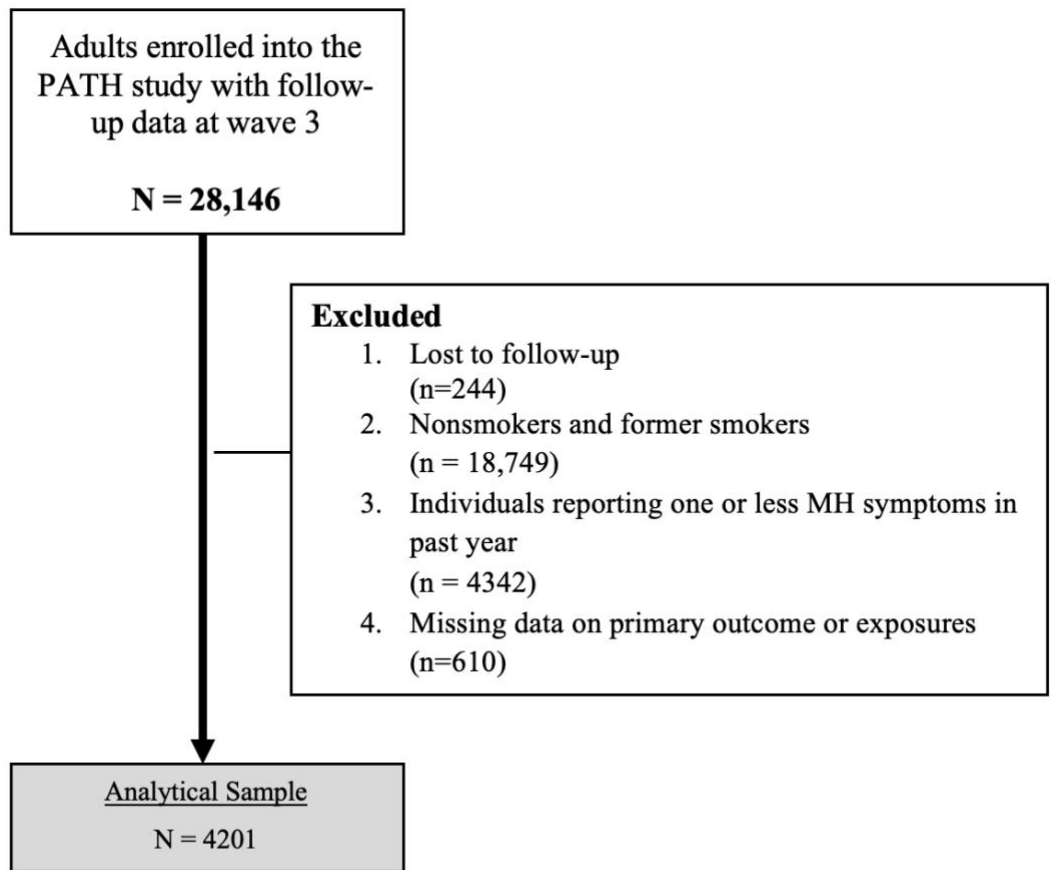 Adults enrolled into the
PATH study with follow-
up data at wave 3
N = 28,146
Excluded
1. Lost to follow-up
(n=244)
2. Nonsmokers and former smokers
(n = 18,749)
3. Individuals reporting one or less MH symptoms in
past year
(n = 4342)
4. Missing data on primary outcome or exposures
(n=610)
Analytical Sample
N = 4201